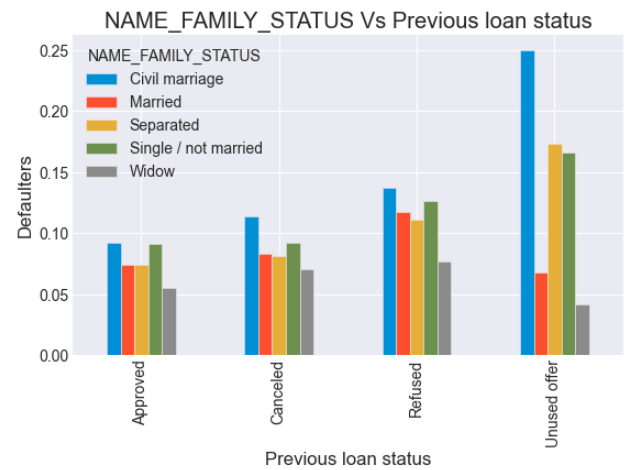 NAME_FAMILY_STATUS Vs Previous loan status
NAME_FAMILY_STATUS
Civil marriage
Married
Separated
Single / not married
Widow
Defaulters
0.25
0.20
0.15
0.10
0.05
0.00
Approved
Canceled
Refused
Unused offer
Previous loan status